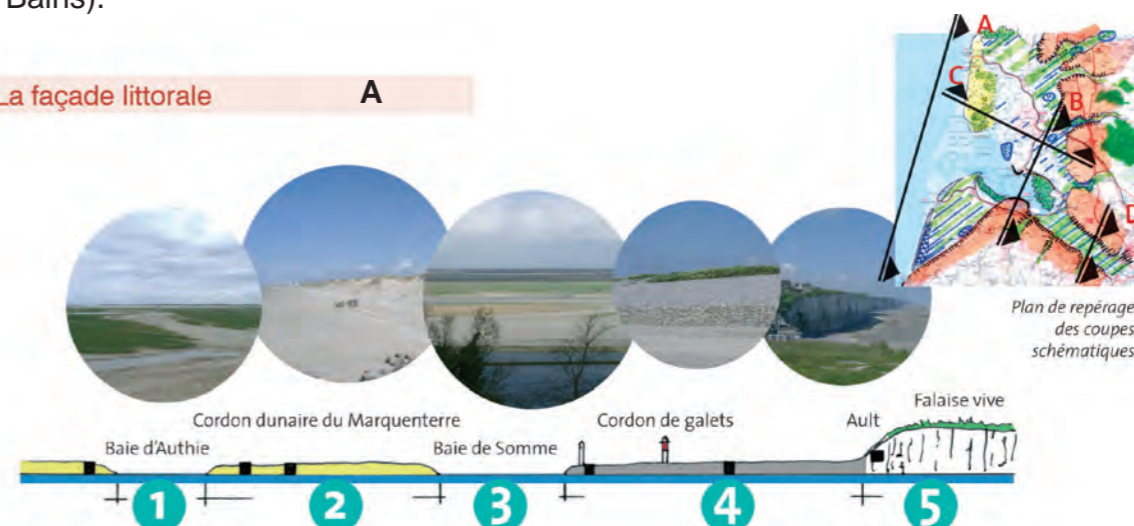 Bains).
La façade littorale
A
A
C
B
D
Plan de repérage
des coupes
schématiques
Cordon dunaire du Marquenterre
Cordon de galets
Falaise vive
Baie d'Authie
Baie de Somme
Ault
1
2
3
4
5